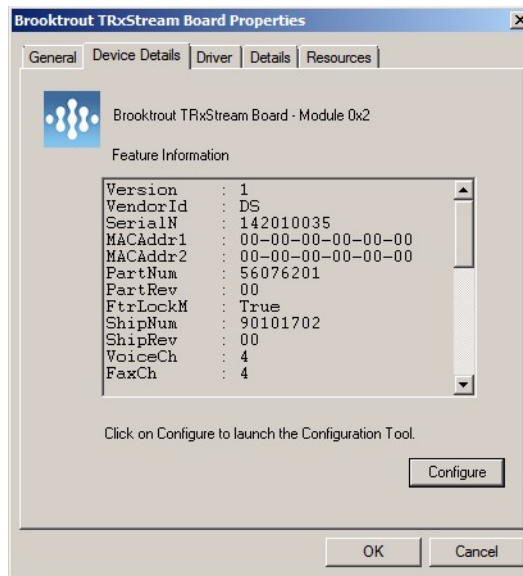 Brooktrout TRxStream Board Properties
General Device Details Driver Details Resources
Brooktrout TRxStream Board - Module 0x2
Feature Information
Version : 1
VendorId : DS
SerialN : 142010035
MACAddr1 : 00-00-00-00-00-00
MACAddr2 : 00-00-00-00-00-00
PartNum : 56076201
PartRev : 00
FtrLockM : True
ShipNum : 90101702
ShipRev : 00
VoiceCh : 4
FaxCh : 4
Click on Configure to launch the Configuration Tool.
Configure
OK Cancel